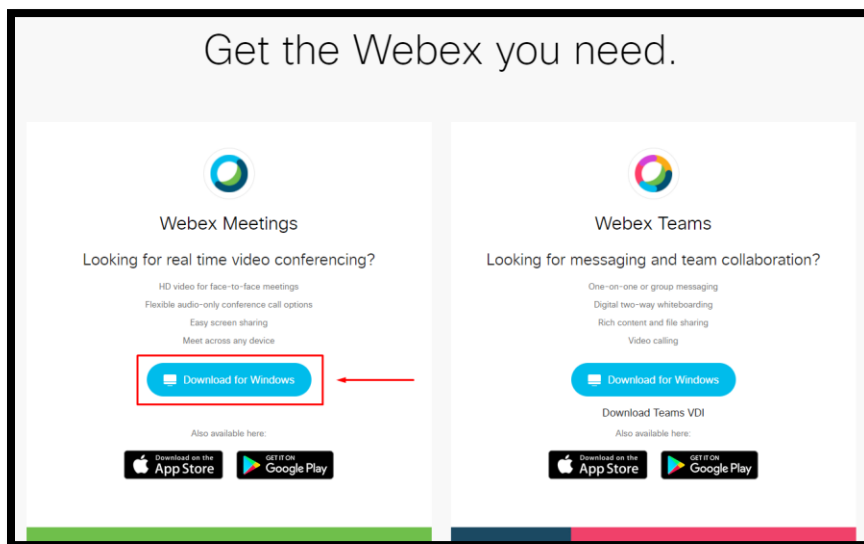 Get the Webex you need.
Webex Meetings
Looking for real time video conferencing?
HD video for face-to-face meetings
Flexible audio-only conference call options
Easy screen sharing
Meet across any device
Download for Windows
Also available here:
Download on the
App Store
GET IT ON
Google Play
Webex Teams
Looking for messaging and team collaboration?
One-on-one or group messaging
Digital two-way whiteboarding
Rich content and file sharing
Video calling
Download for Windows
Download Teams VDI
Also available here:
Download on the
App Store
GET IT ON
Google Play